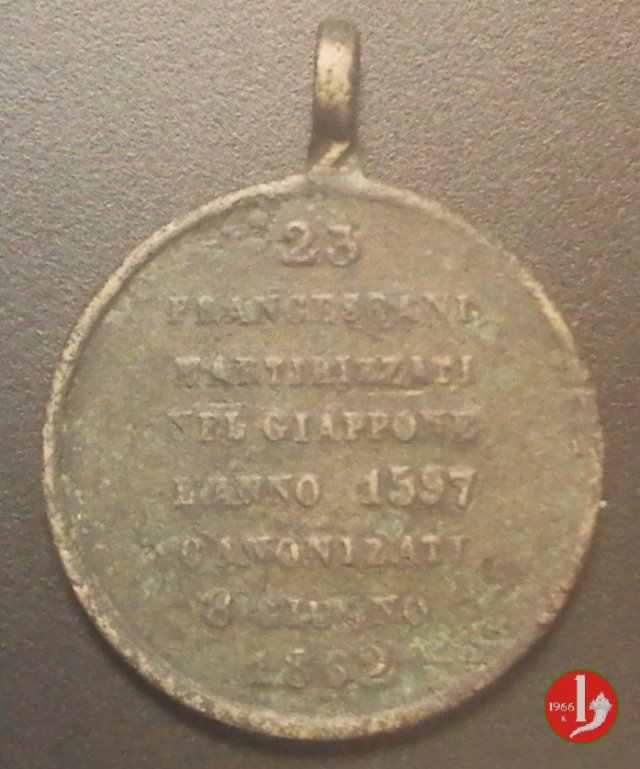 23
FRANCESCANI
MARTIRIZZATI
NEL GIAPPONE
L'ANNO 1597
CANONIZATI
8 GIUGNO
1862
1966